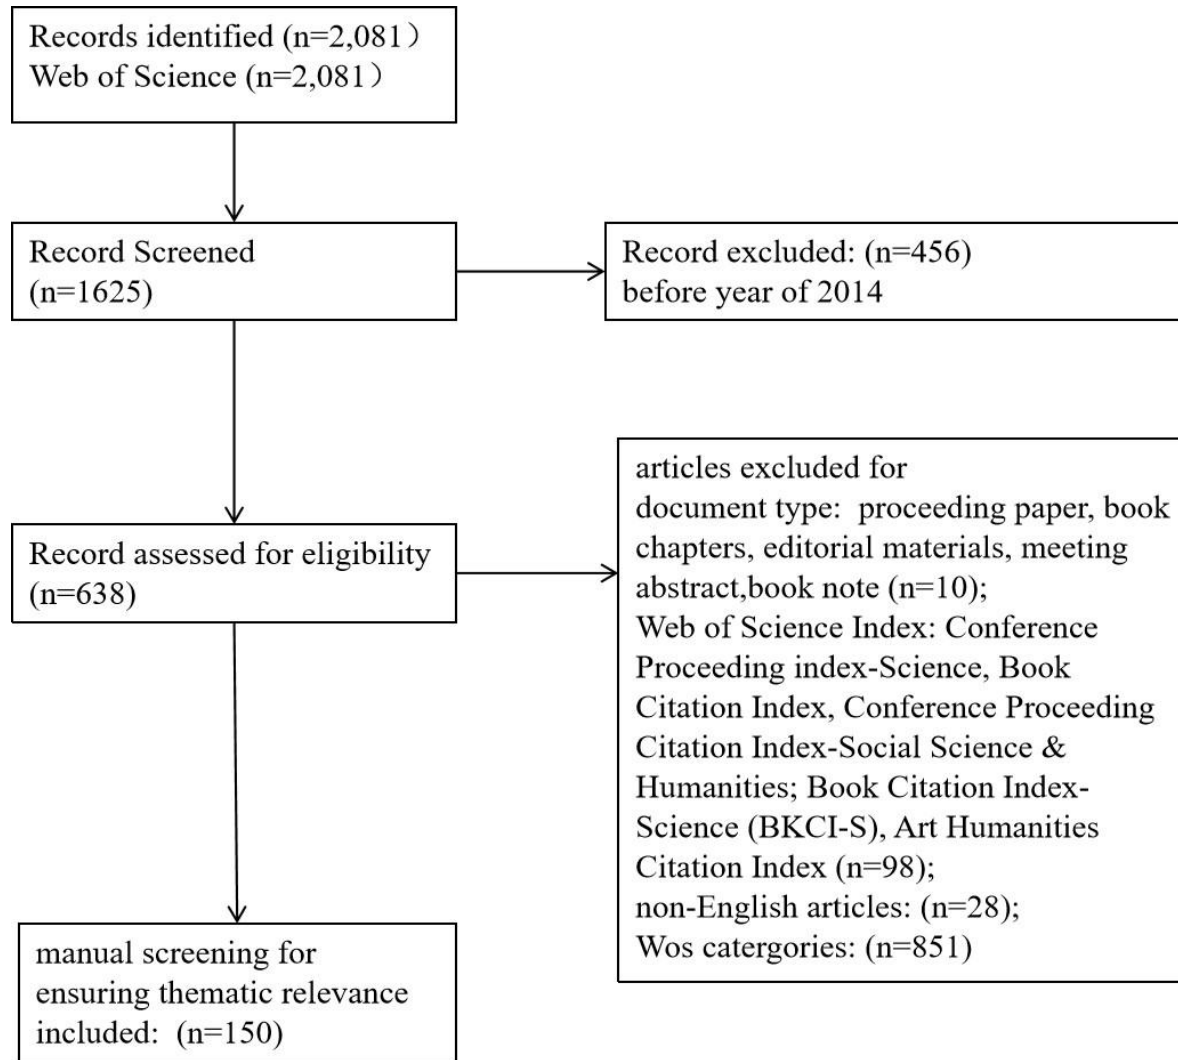 Records identified (n=2,081）
Web of Science (n=2,081）
Record Screened
(n=1625)
Record excluded: (n=456)
before year of 2014
Record assessed for eligibility
(n=638)
articles excluded for
document type:  proceeding paper, book
chapters, editorial materials, meeting
abstract,book note (n=10);
Web of Science Index: Conference
Proceeding index-Science, Book
Citation Index, Conference Proceeding
Citation Index-Social Science &
Humanities; Book Citation Index-
Science (BKCI-S), Art Humanities
Citation Index (n=98);
non-English articles: (n=28);
Wos catergories: (n=851)
manual screening for
ensuring thematic relevance
included:  (n=150)